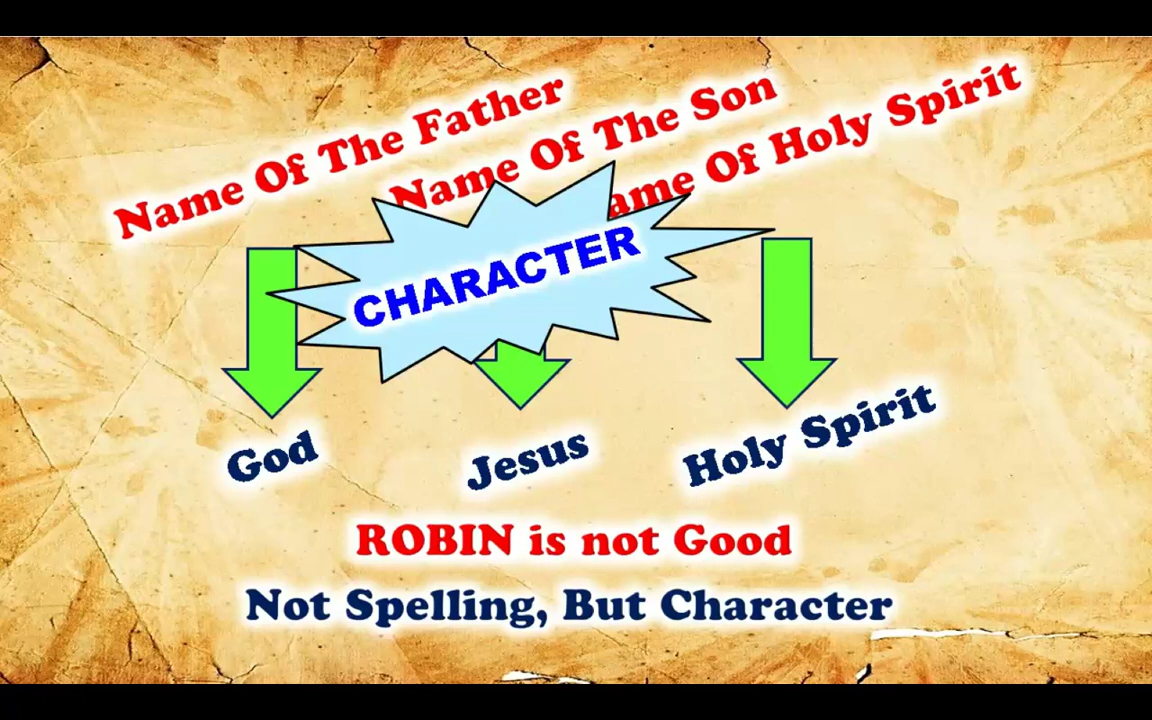 Name Of The Father
Name Of The Son
ame Of Holy Spirit
CHARACTER
God
Jesus
Holy Spirit
ROBIN is not Good
Not Spelling, But Character